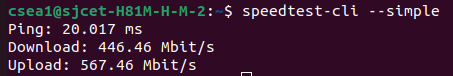 csea1@sjcet-H81M-H-M-2:~$ speedtest-cli --simple
Ping: 20.017 ms
Download: 446.46 Mbit/s
Upload: 567.46 Mbit/s